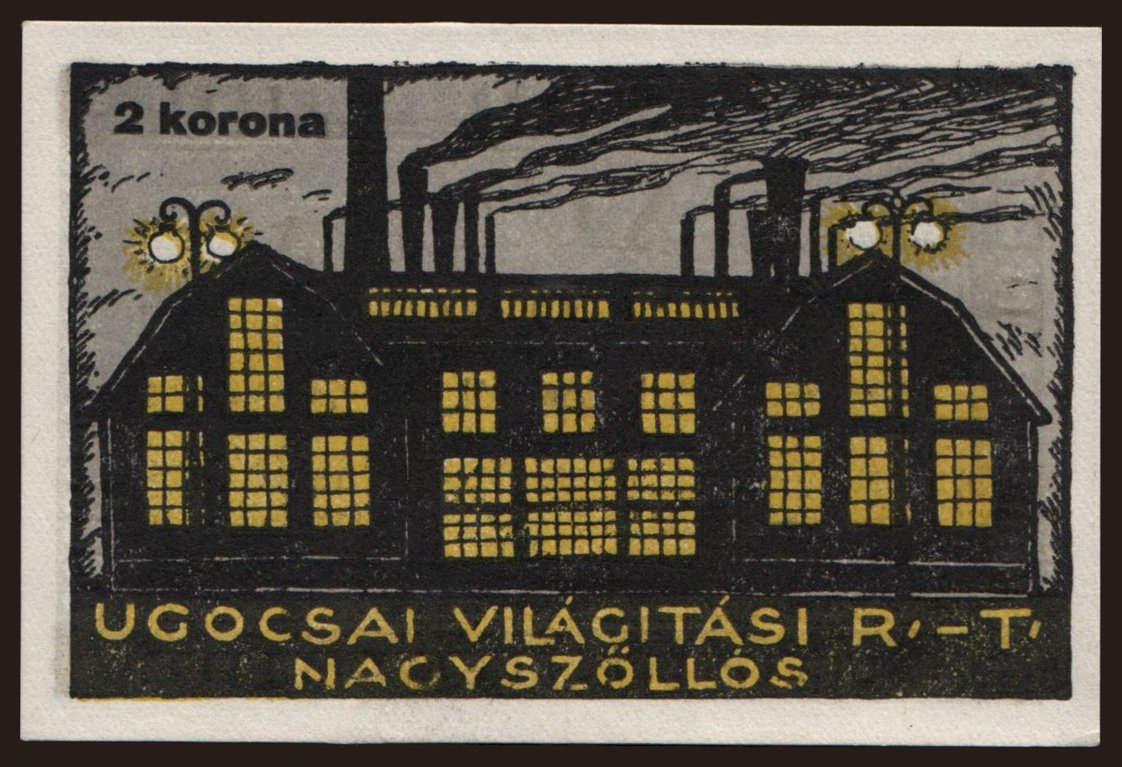 2 korona
UGOCSAI VILÁGITÁSI R,-T,
NAGYSZŐLLŐS